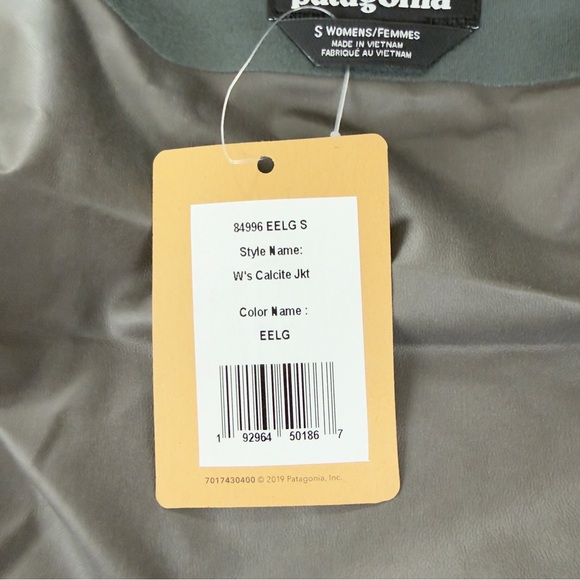 patagonia
S WOMENS/FEMMES
MADE IN VIETNAM
FABRIQUÉ AU VIETNAM
84996 EELG S
Style Name:
W's Calcite Jkt
Color Name :
EELG
1 92964 50186 7
7017430400 © 2019 Patagonia, Inc.